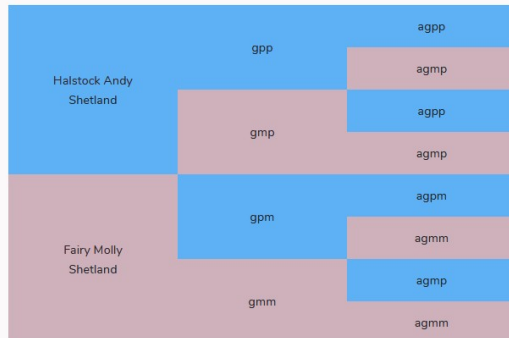 Halstock Andy
Shetland
gpp
agpp
agmp
gmp
agpp
agmp
Fairy Molly
Shetland
gpm
agpm
agmm
gmm
agmp
agmm